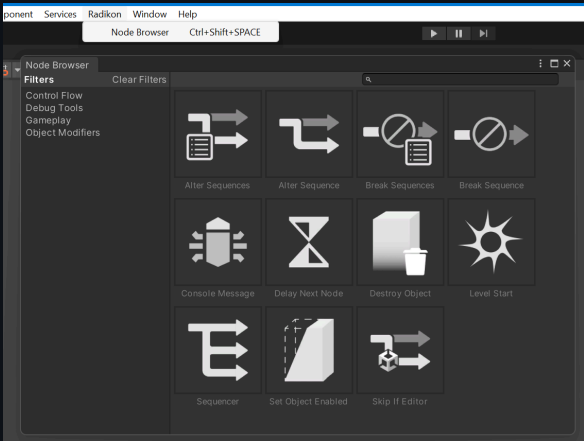 ponent Services Radikon Window Help
Node Browser Ctrl+Shift+SPACE
Node Browser
Filters Clear Filters
Control Flow
Debug Tools
Gameplay
Object Modifiers
Alter Sequences Alter Sequence Break Sequences Break Sequence
Console Message Delay Next Node Destroy Object Level Start
Sequencer Set Object Enabled Skip If Editor